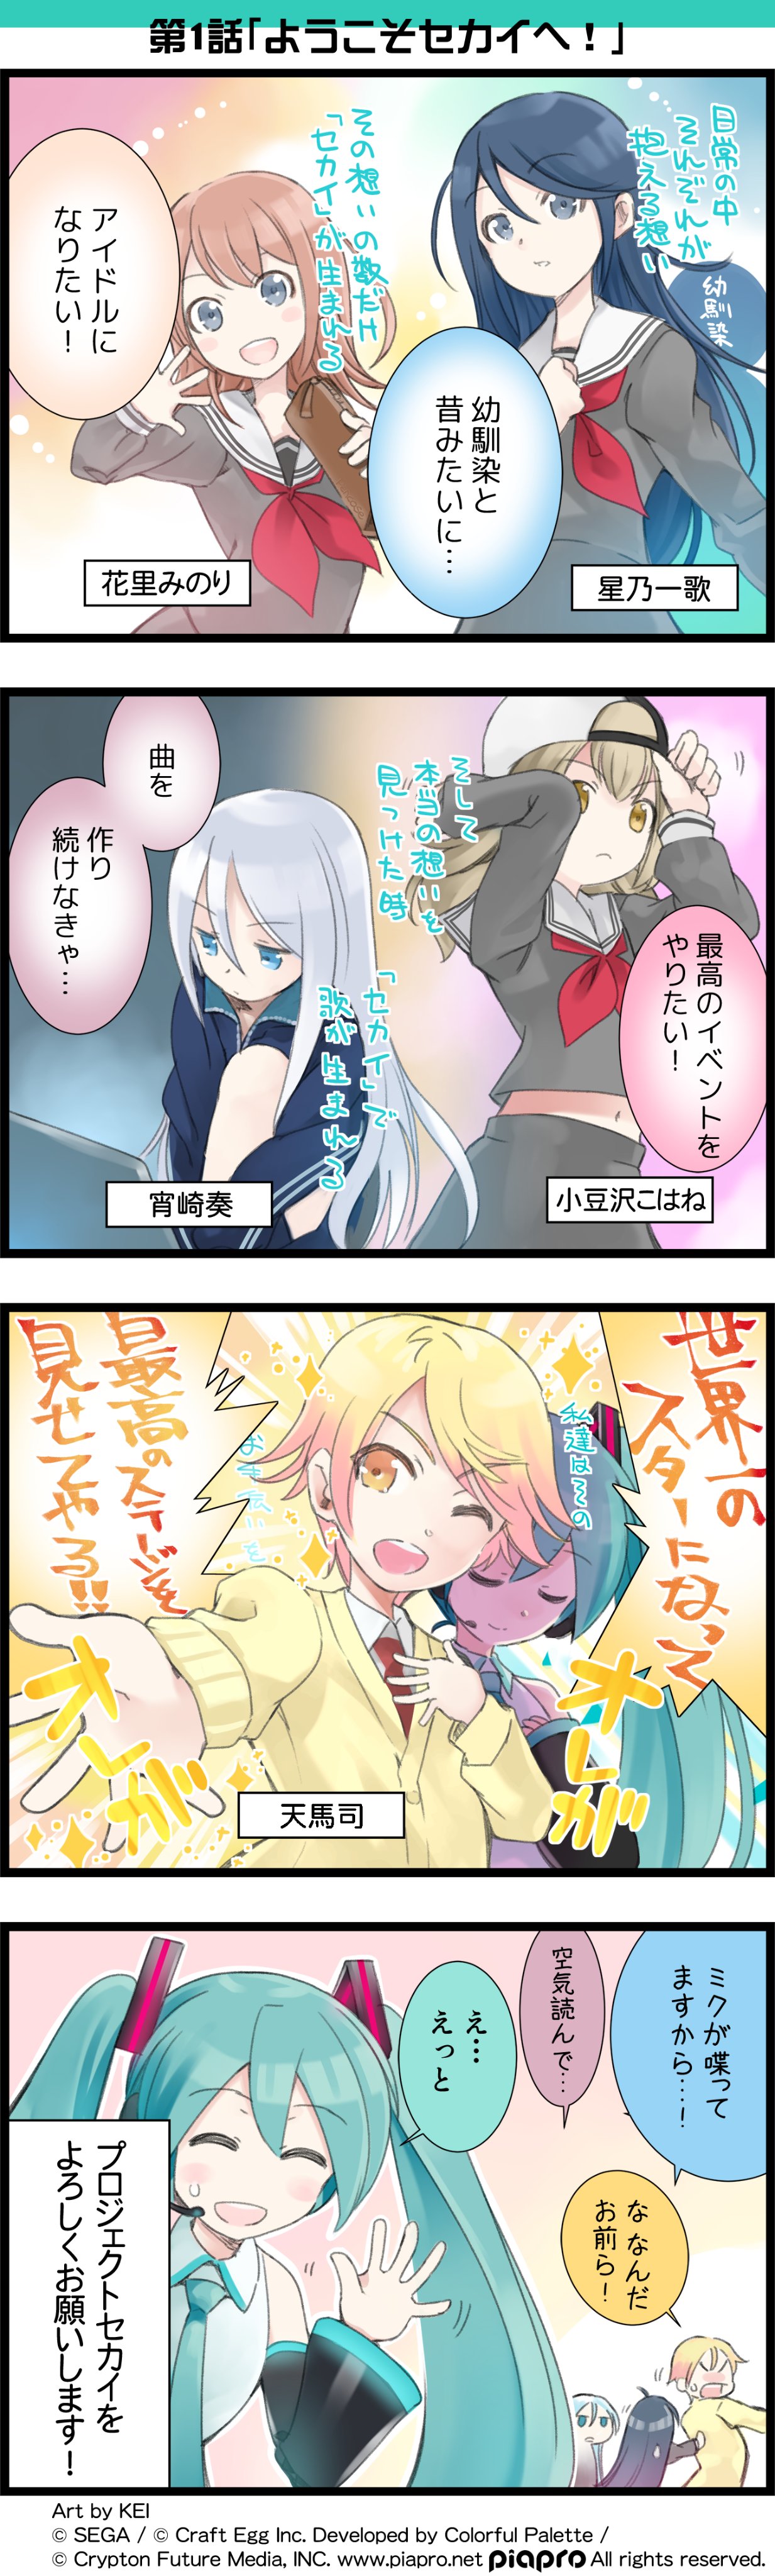 第1話「ようこそセカイへ！」
日常の中
それぞれが
抱える想い
幼馴染
幼馴染と
昔みたいに…
星乃一歌
その想いの数だけ
「セカイ」が生まれる
アイドルに
なりたい！
花里みのり
最高のイベントを
やりたい！
小豆沢こはね
そして
本当の想いを
見つけた時
「セカイ」で
歌が生まれる
曲を
作り
続けなきゃ…
宵崎奏
世界一の
スターになって
私達はその
オレが
お手伝いを
最高のステージを
見せてやる!!
オレが
天馬司
ミクが喋って
ますから…！
空気読んで…
な なんだ
お前ら！
え…
えっと
プロジェクトセカイを
よろしくお願いします！
Art by KEI
© SEGA / © Craft Egg Inc. Developed by Colorful Palette /
© Crypton Future Media, INC. www.piapro.net piapro All rights reserved.